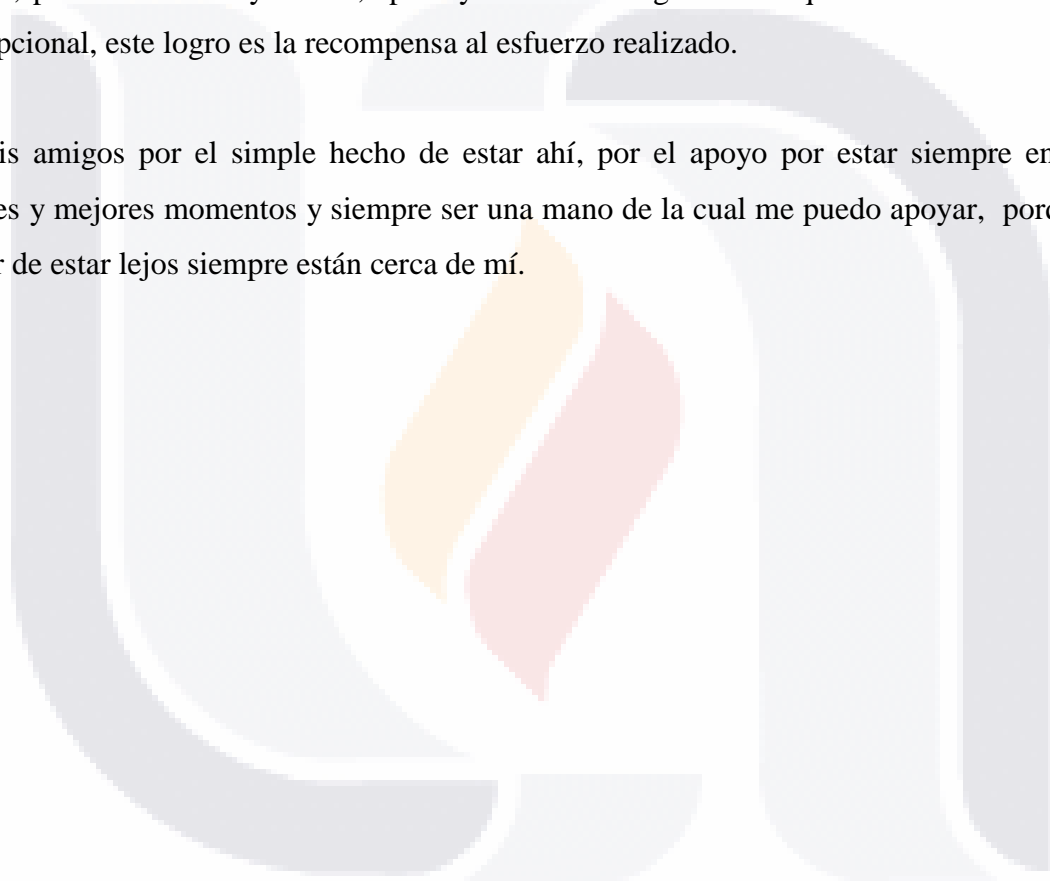 pcional, este logro es la recompensa al esfuerzo realizado.
is amigos por el simple hecho de estar ahí, por el apoyo por estar siempre en
es y mejores momentos y siempre ser una mano de la cual me puedo apoyar, porq
r de estar lejos siempre están cerca de mí.